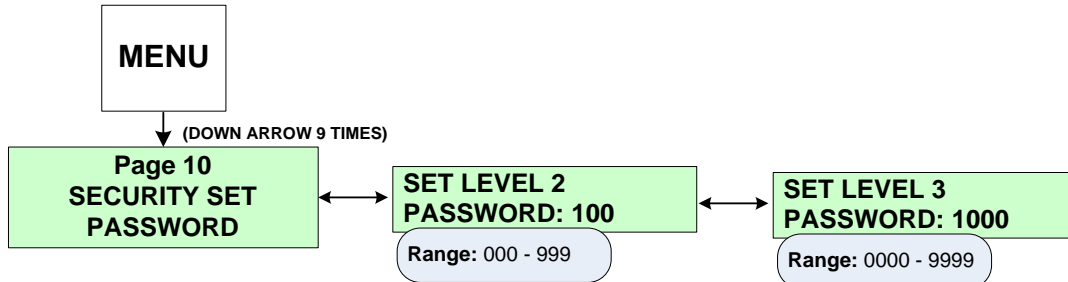 MENU
(DOWN ARROW 9 TIMES)
Page 10
SECURITY SET
PASSWORD
SET LEVEL 2
PASSWORD: 100
Range: 000 - 999
SET LEVEL 3
PASSWORD: 1000
Range: 0000 - 9999